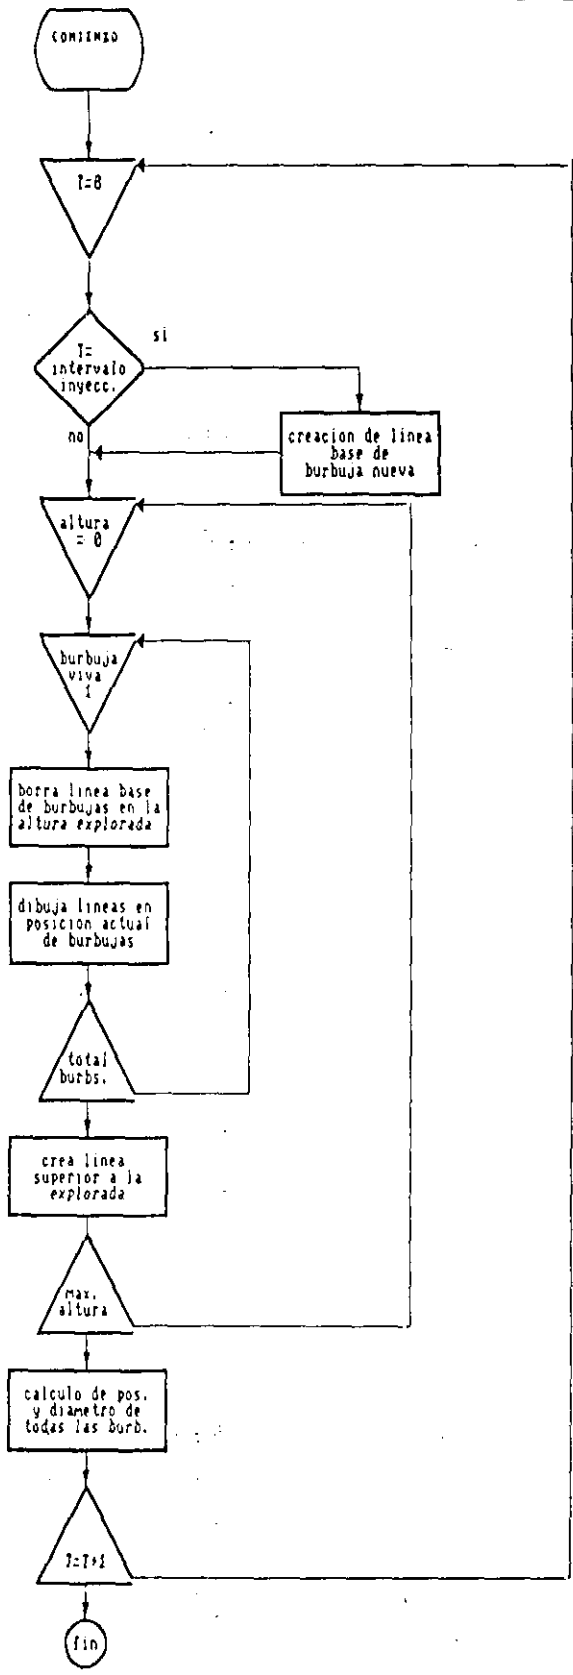 COMIENZO
T=0
si
T=
intervalo
inyecc.
no
creacion de linea
base de
burbuja nueva
altura
= 0
burbuja
viva
1
borra linea base
de burbujas en la
altura explorada
dibuja lineas en
posicion actual
de burbujas
total
burbs.
crea linea
superior a la
explorada
max.
altura
calculo de pos.
y diametro de
todas las burb.
T=T+1
fin